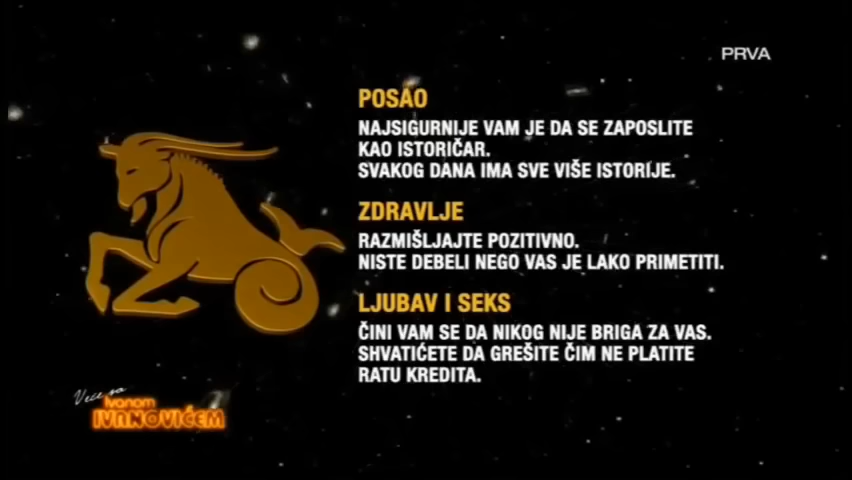 PRVA
POSAO
NAJSIGURNIJE VAM JE DA SE ZAPOSLITE
KAO ISTORIČAR.
SVAKOG DANA IMA SVE VIŠE ISTORIJE.
ZDRAVLJE
RAZMIŠLJAJTE POZITIVNO.
NISTE DEBELI NEGO VAS JE LAKO PRIMETITI.
LJUBAV I SEKS
ČINI VAM SE DA NIKOG NIJE BRIGA ZA VAS.
SHVATIĆETE DA GREŠITE ČIM NE PLATITE
RATU KREDITA.
Veče sa
Ivanom
IVANOVIĆEM